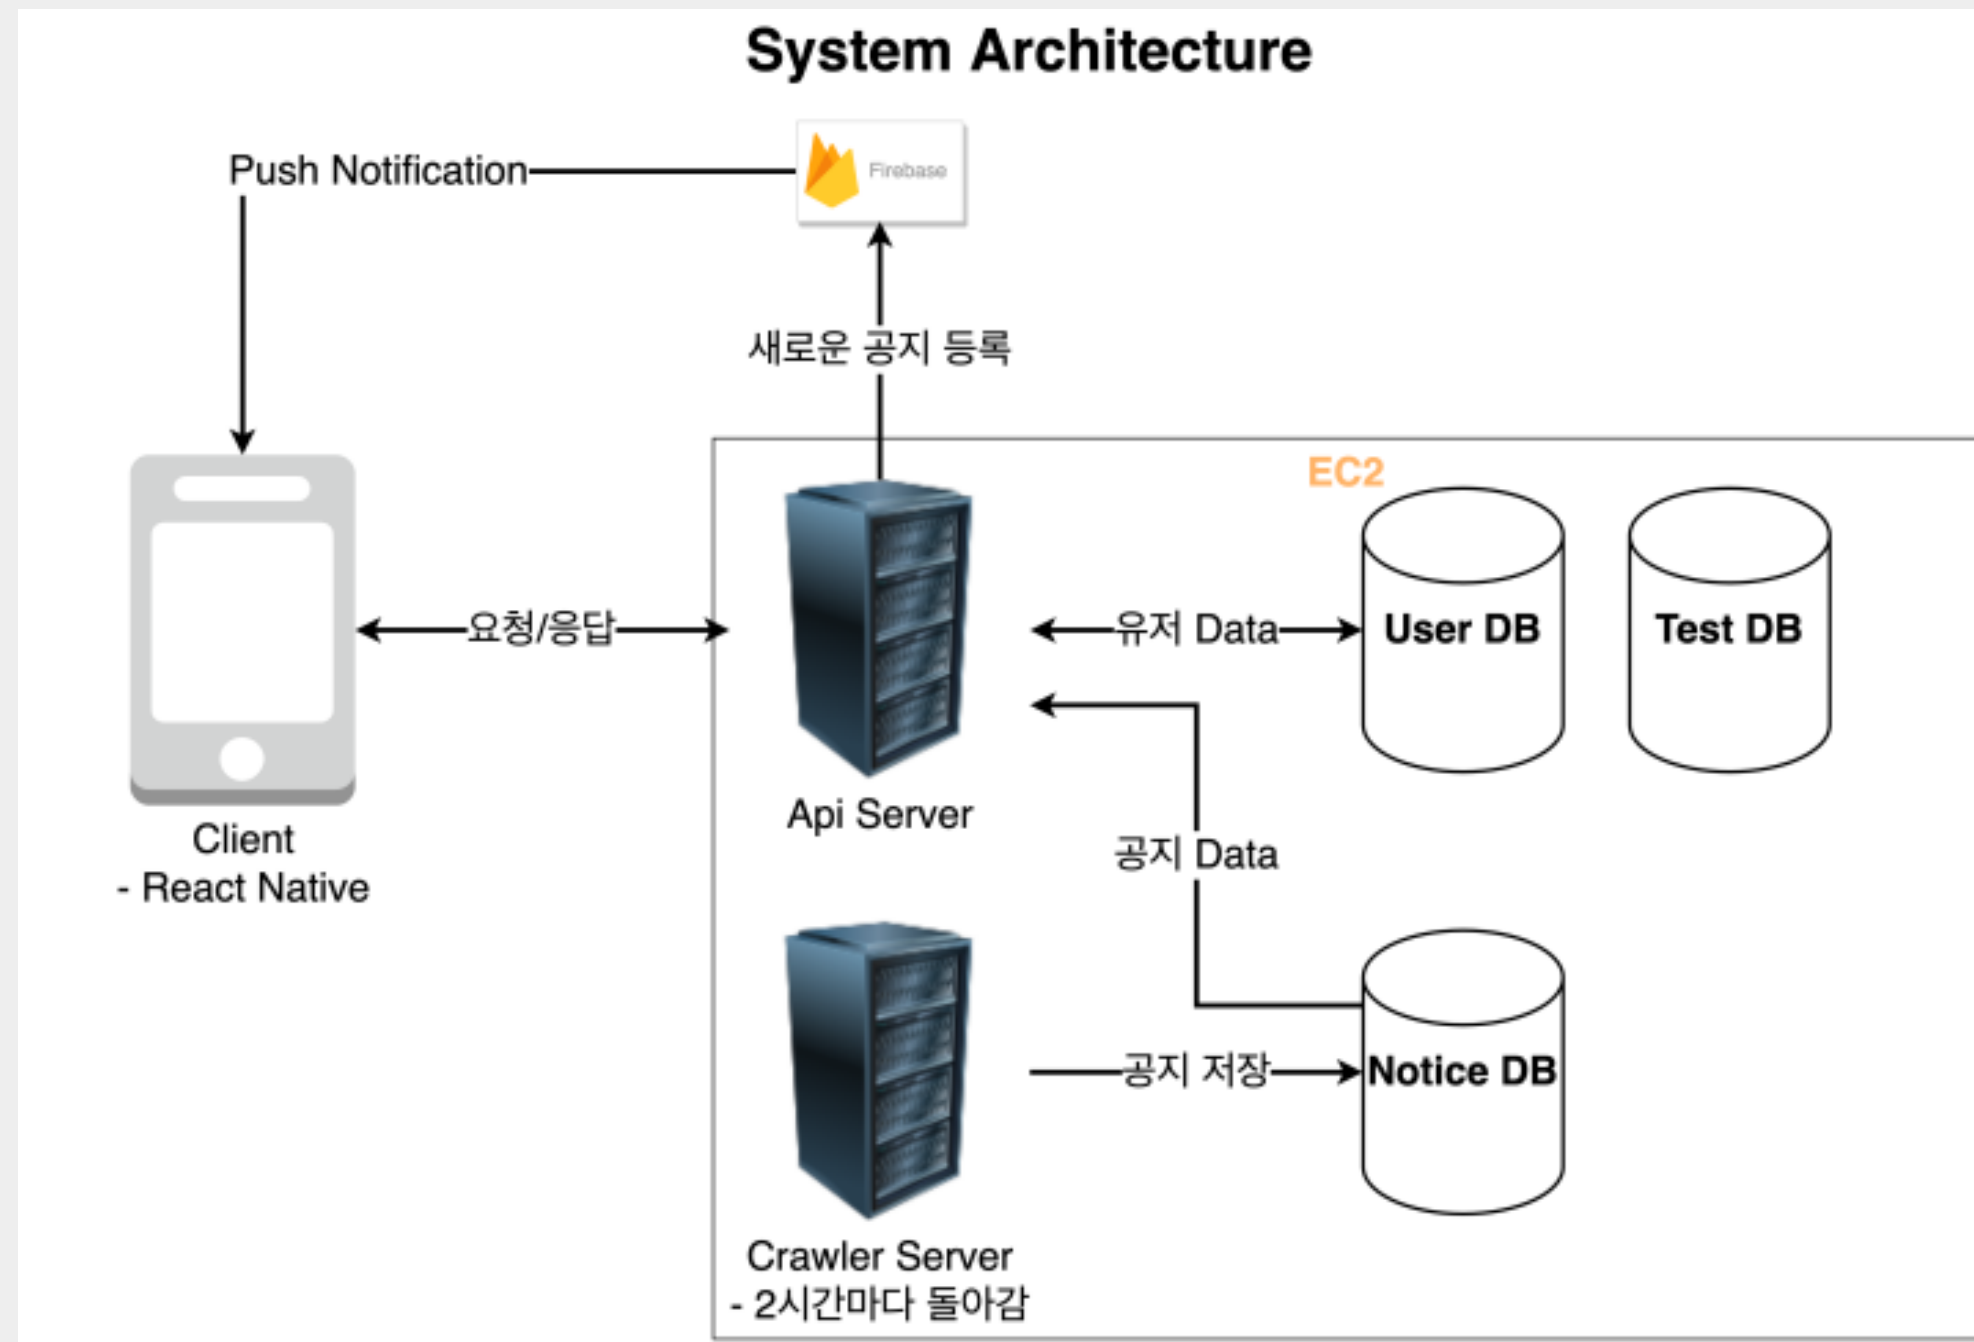 System Architecture
Push Notification
Firebase
새로운 공지 등록
EC2
요청/응답
유저 Data
User DB
Test DB
Api Server
Client
- React Native
공지 Data
공지 저장
Notice DB
Crawler Server
- 2시간마다 돌아감